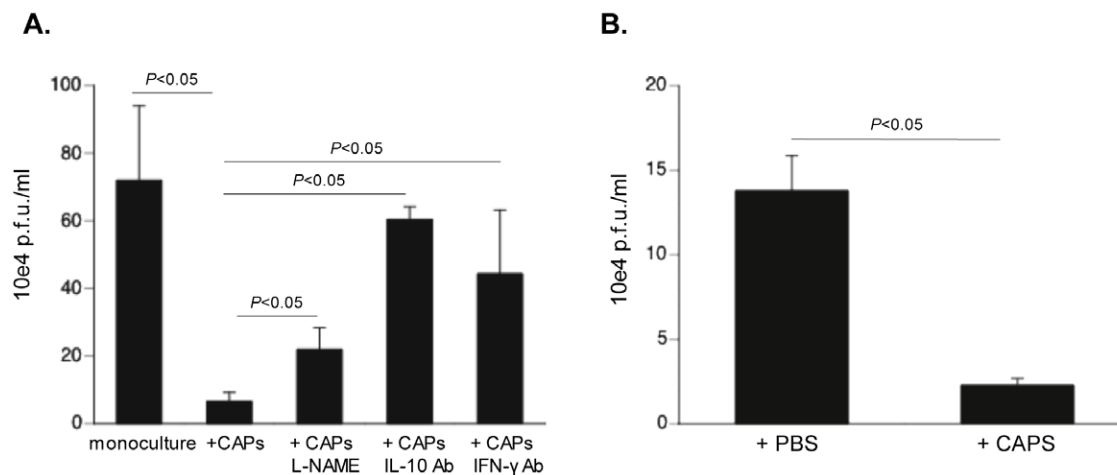 A.
100
80
60
40
20
0
10e4 p.f.u./ml
P<0.05
P<0.05
P<0.05
P<0.05
monoculture +CAPs + CAPs + CAPs + CAPs
L-NAME IL-10 Ab IFN-γ Ab
B.
20
15
10
5
0
10e4 p.f.u./ml
P<0.05
+ PBS + CAPS